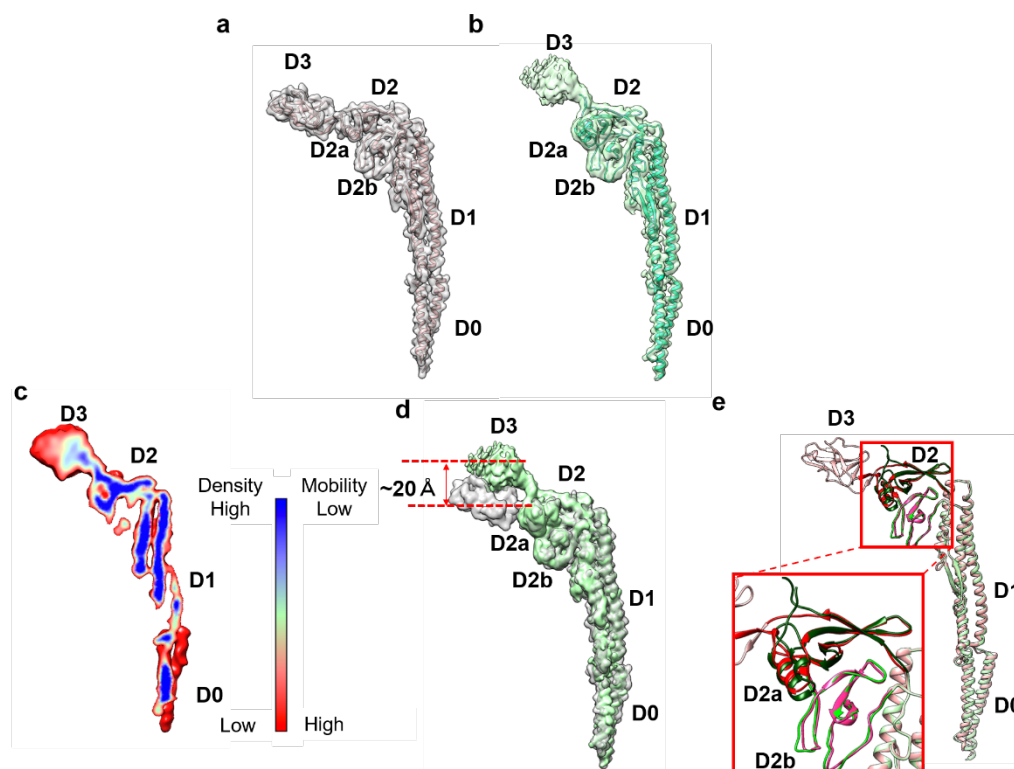 a
D3
D2
D2a
D2b
D1
D0
b
D3
D2
D2a
D2b
D1
D0
c
D3
D2
D1
D0
Density
High
Mobility
Low
Low
High
d
~20 Å
D3
D2
D2a
D2b
D1
D0
e
D3
D2
D1
D0
D2a
D2b